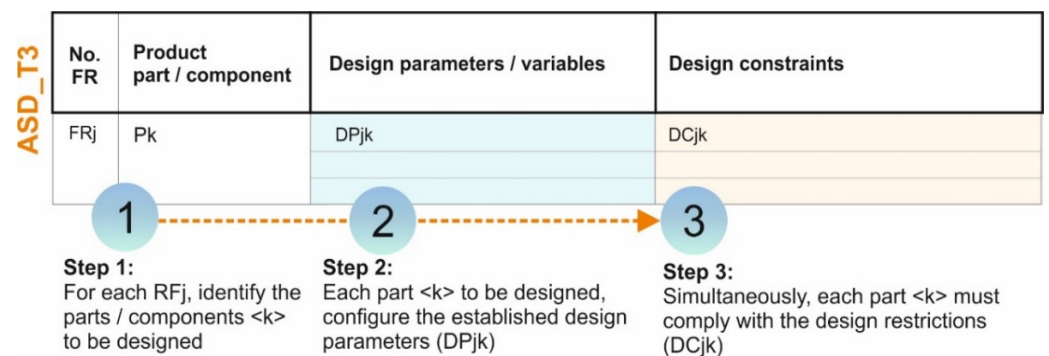 ASD_T3
No. FR
Product part / component
Design parameters / variables
Design constraints
FRj
Pk
DPjk
DCjk
1
2
3
Step 1:
For each RFj, identify the
parts / components <k>
to be designed
Step 2:
Each part <k> to be designed,
configure the established design
parameters (DPjk)
Step 3:
Simultaneously, each part <k> must
comply with the design restrictions
(DCjk)